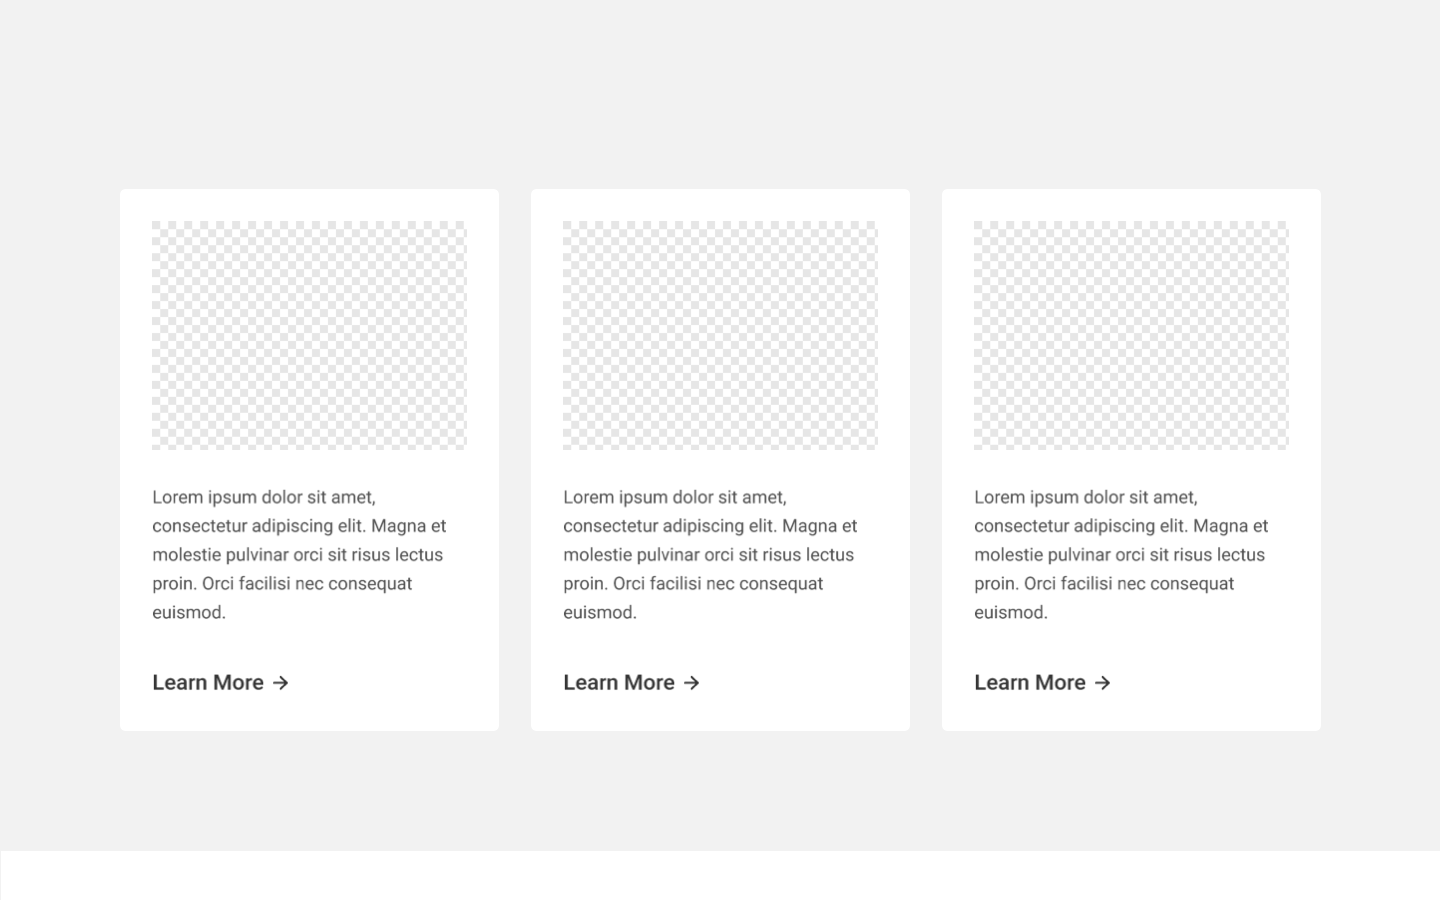 Lorem ipsum dolor sit amet,
consectetur adipiscing elit. Magna et
molestie pulvinar orci sit risus lectus
proin. Orci facilisi nec consequat
euismod.
Learn More →
Lorem ipsum dolor sit amet,
consectetur adipiscing elit. Magna et
molestie pulvinar orci sit risus lectus
proin. Orci facilisi nec consequat
euismod.
Learn More →
Lorem ipsum dolor sit amet,
consectetur adipiscing elit. Magna et
molestie pulvinar orci sit risus lectus
proin. Orci facilisi nec consequat
euismod.
Learn More →